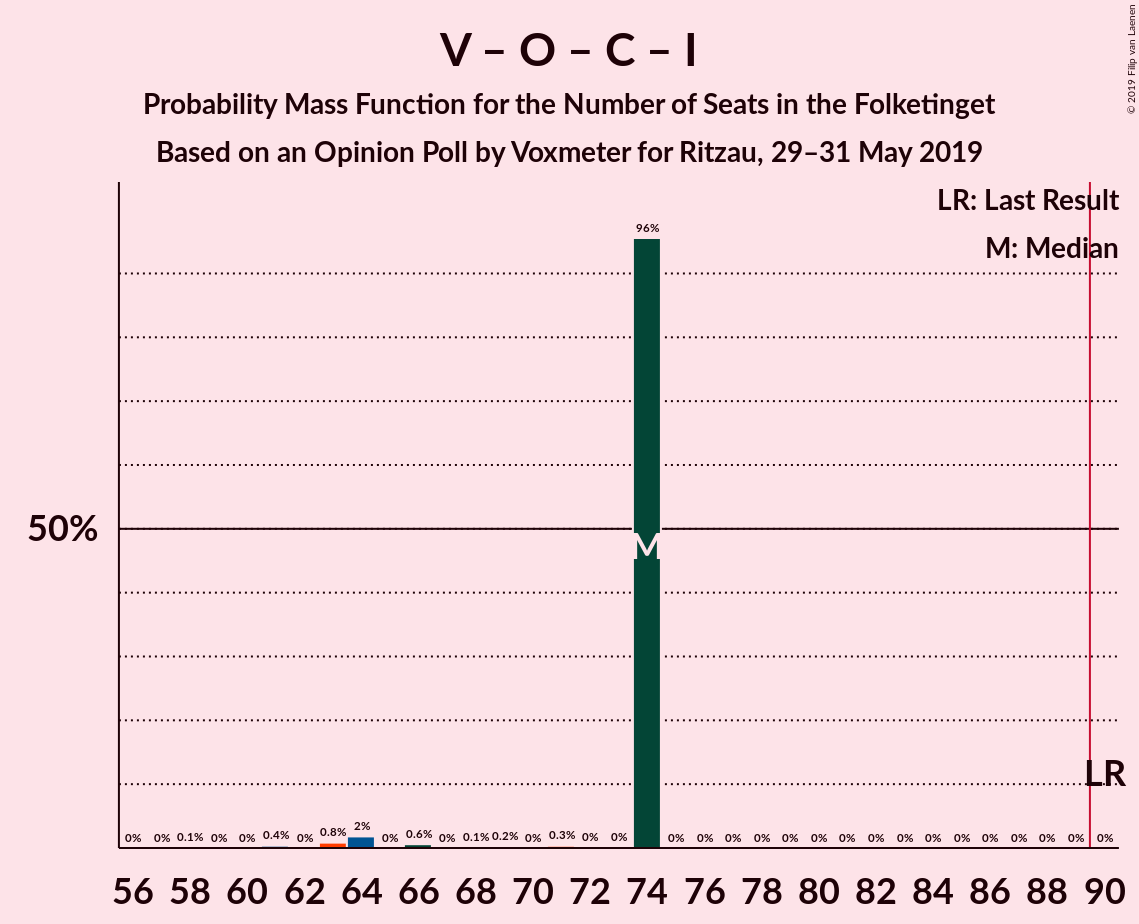 V – O – C – I
Probability Mass Function for the Number of Seats in the Folketinget
Based on an Opinion Poll by Voxmeter for Ritzau, 29–31 May 2019
© 2019 Filip van Laenen
LR: Last Result
M: Median
96%
50%
M
LR
0% 0% 0.1% 0% 0% 0.4% 0% 0.8% 2% 0% 0.6% 0% 0.1% 0.2% 0% 0.3% 0% 0% 0% 0% 0% 0% 0% 0% 0% 0% 0% 0% 0% 0% 0% 0% 0% 0%
56 58 60 62 64 66 68 70 72 74 76 78 80 82 84 86 88 90